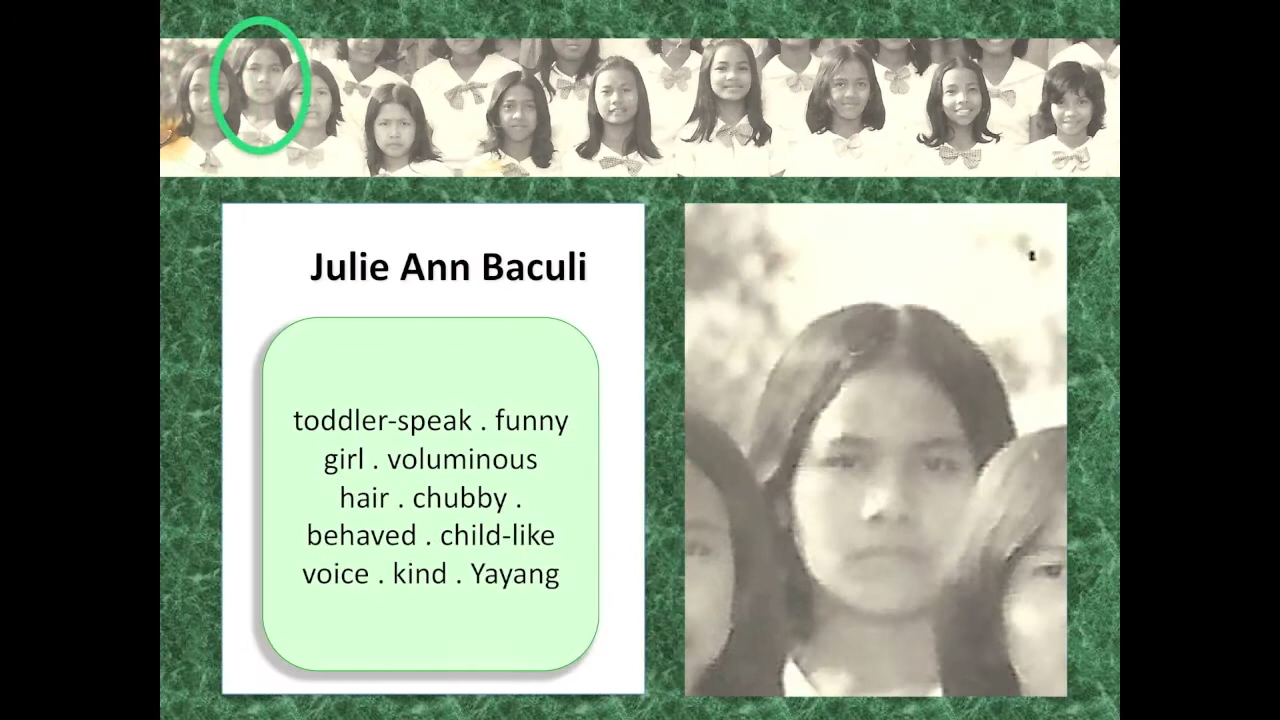 Julie Ann Baculi
toddler-speak . funny
girl . voluminous
hair . chubby .
behaved . child-like
voice . kind . Yayang